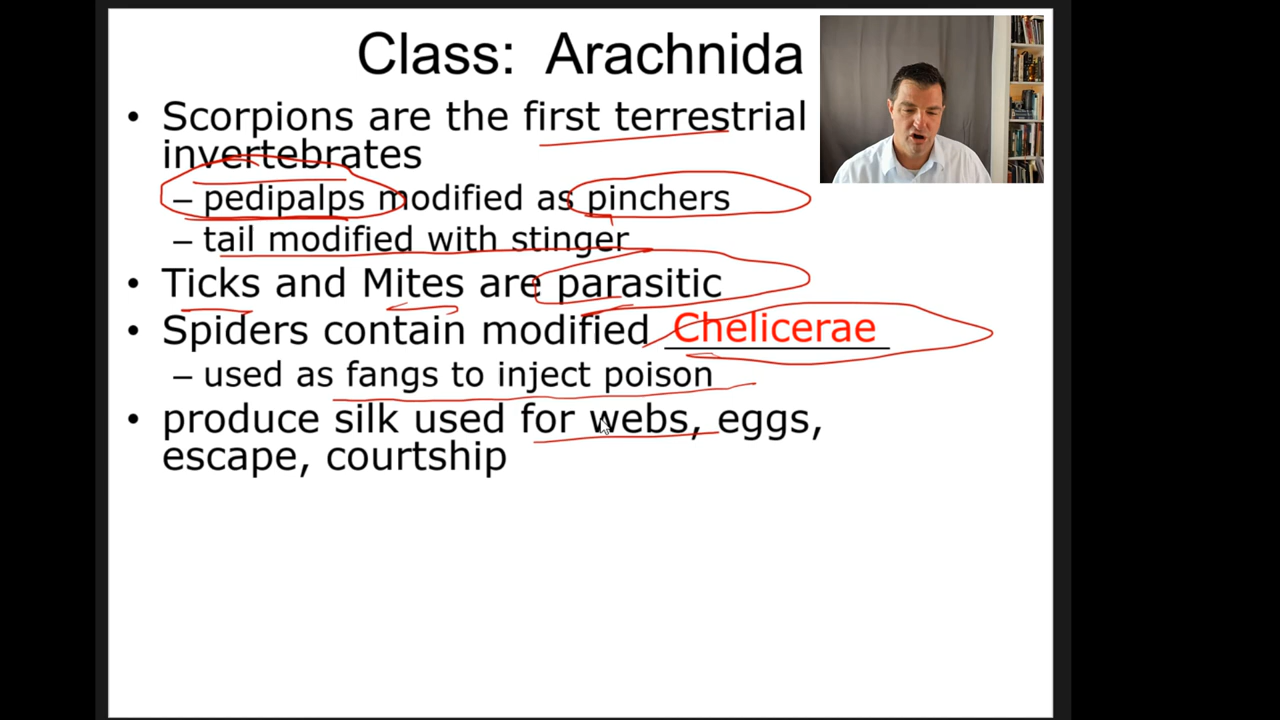 Class: Arachnida
• Scorpions are the first terrestrial
invertebrates
– pedipalps modified as pinchers
– tail modified with stinger
• Ticks and Mites are parasitic
• Spiders contain modified Chelicerae
– used as fangs to inject poison
• produce silk used for webs, eggs,
escape, courtship